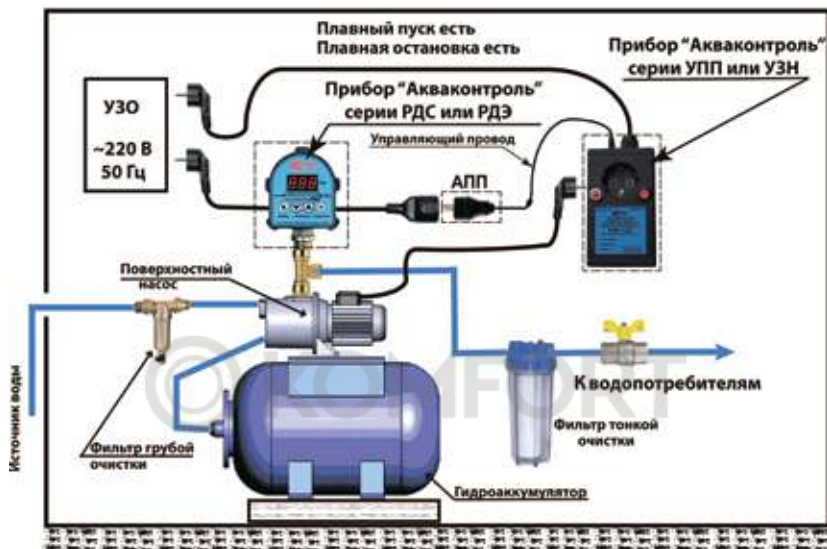 Плавный пуск есть
Плавная остановка есть
Прибор "Акваконтроль"
серии УПП или УЗН
УЗО
~220 В
50 Гц
Прибор "Акваконтроль"
серии РДС или РДЭ
Управляющий провод
АПП
Поверхностный
насос
Источник воды
Фильтр грубой
очистки
© KOMFORT
К водопотребителям
Фильтр тонкой
очистки
Гидроаккумулятор